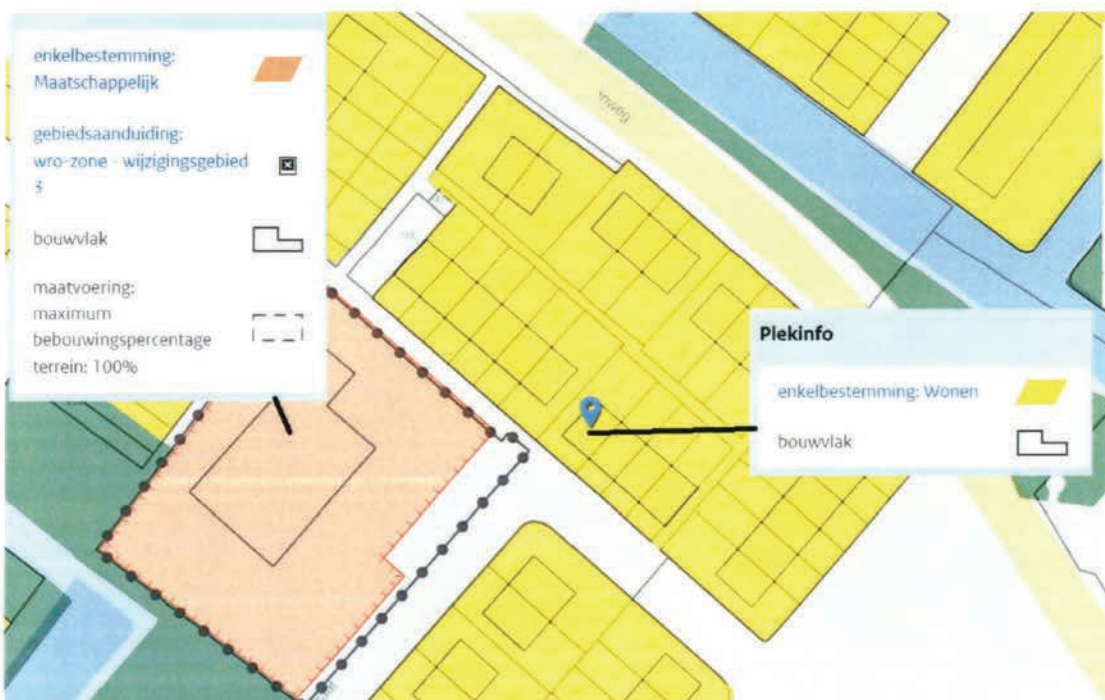 enkelbestemming:
Maatschappelijk
gebiedsaanduiding:
wro-zone - wijzigingsgebied
3
bouwvlak
maatvoering:
maximum
bebouwingspercentage
terrein: 100%
Plekinfo
enkelbestemming: Wonen
bouwvlak